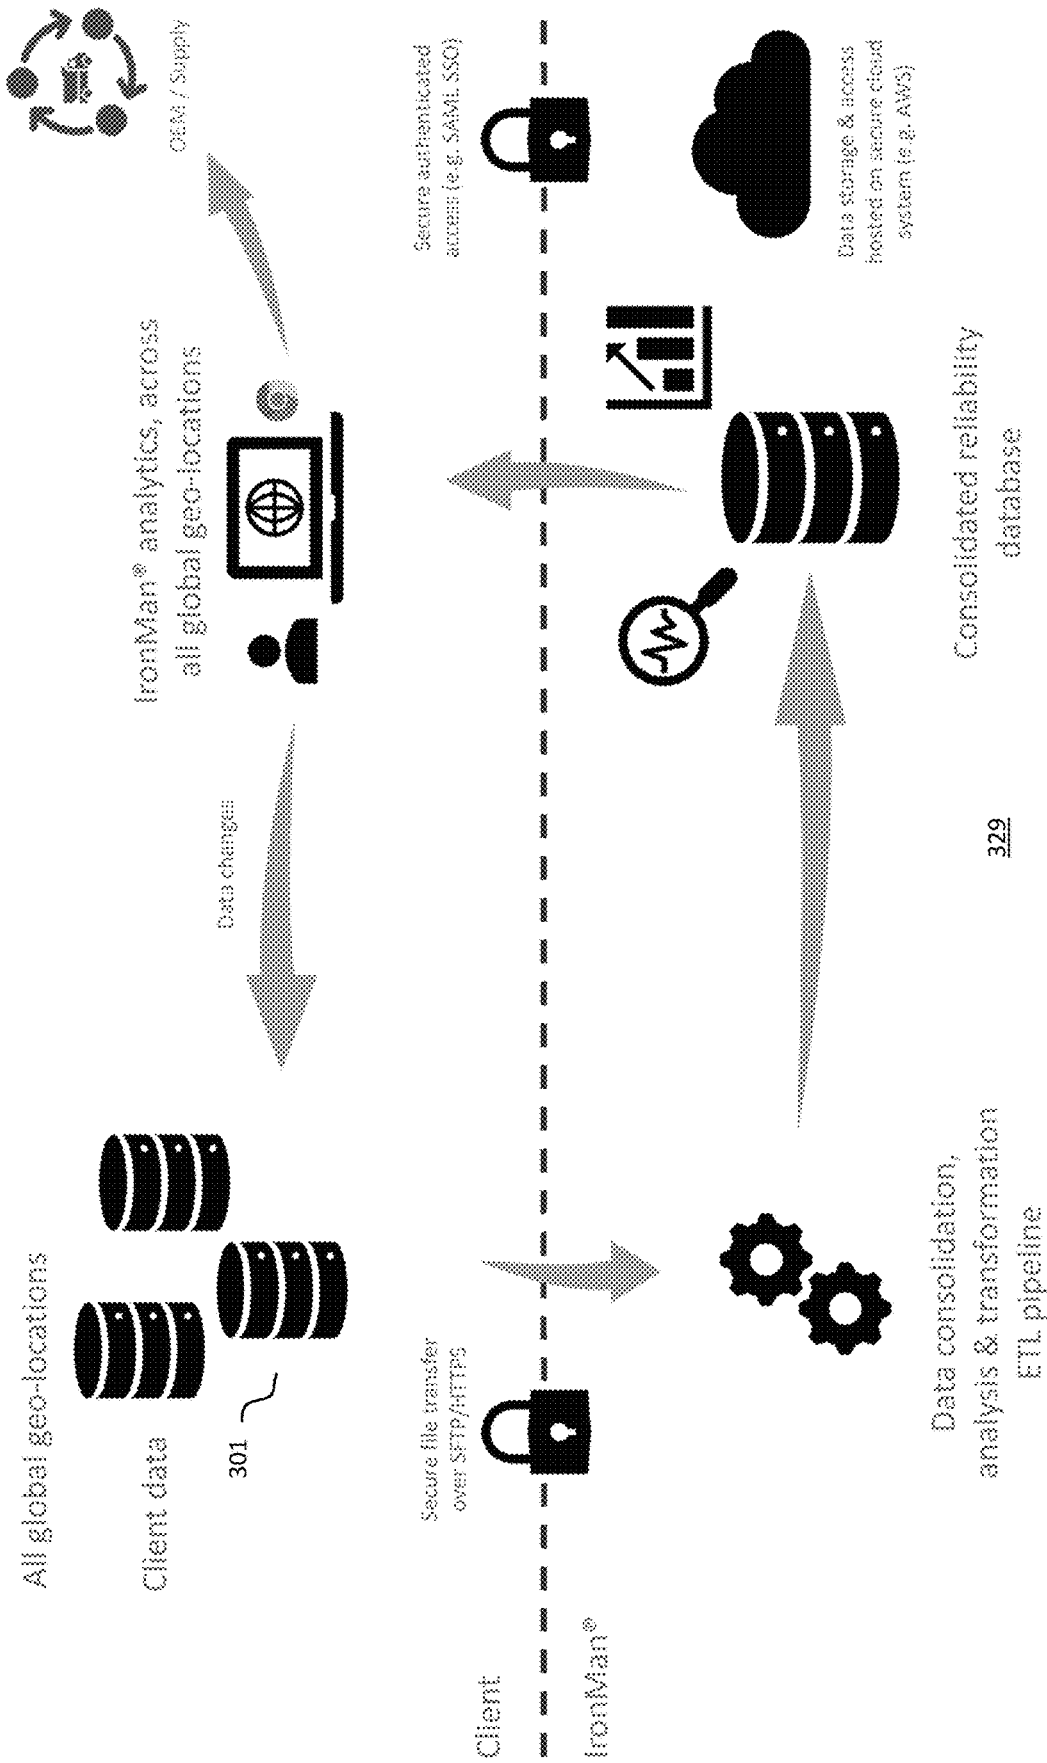 All global geo-locations
Client data
301
Data changes
IronMan® analytics, across
all global geo-locations
OEM / Supply
Secure file transfer
over SFTP/HTTPS
Secure authenticated
access (e.g. SAML SSO)
Client
IronMan®
Data consolidation,
analysis & transformation
ETL pipeline
Consolidated reliability
database
Data storage & access
hosted on secure cloud
system (e.g. AWS)
329